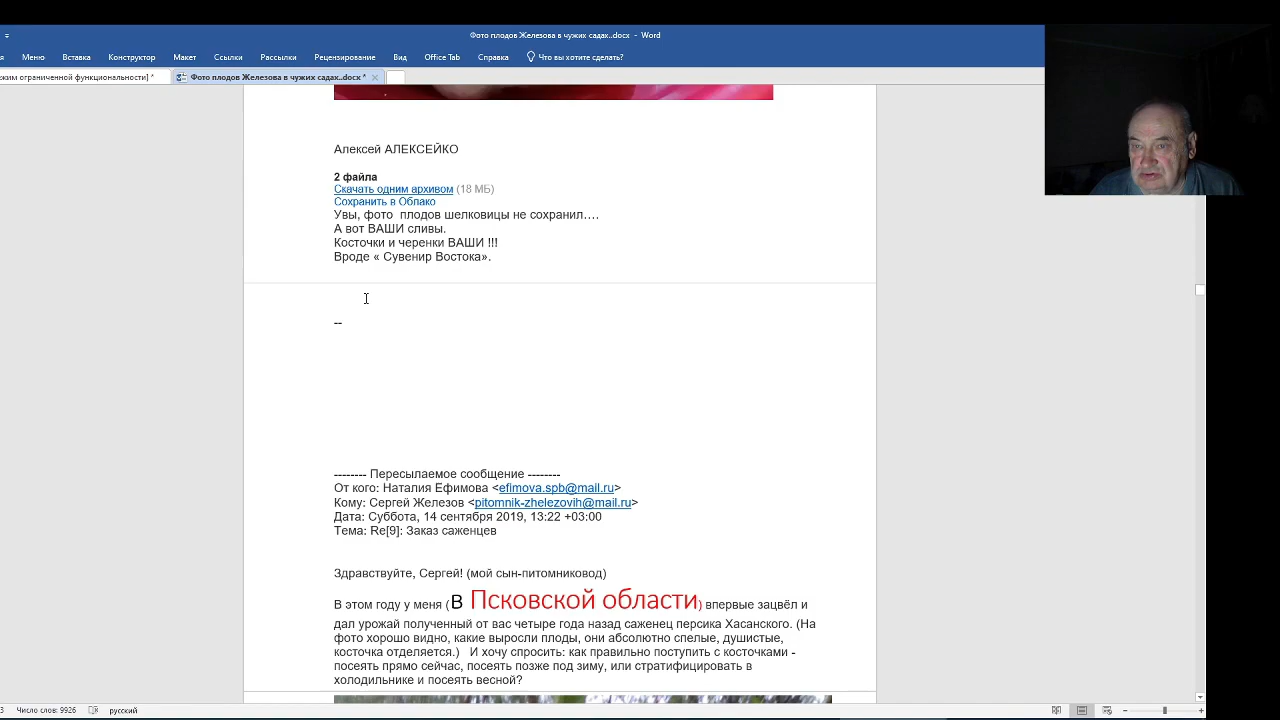 Фото плодов Железова в чужих садах..docx - Word
я Меню Вставка Конструктор Макет Ссылки Рассылки Рецензирование Вид Office Tab Справка Что вы хотите сделать?
жим ограниченной функциональности] * Фото плодов Железова в чужих садах..docx *
Алексей АЛЕКСЕЙКО
2 файла
Скачать одним архивом (18 МБ)
Сохранить в Облако
Увы, фото плодов шелковицы не сохранил….
А вот ВАШИ сливы.
Косточки и черенки ВАШИ !!!
Вроде « Сувенир Востока».
--
-------- Пересылаемое сообщение --------
От кого: Наталия Ефимова <efimova.spb@mail.ru>
Кому: Сергей Железов <pitomnik-zhelezovih@mail.ru>
Дата: Суббота, 14 сентября 2019, 13:22 +03:00
Тема: Re[9]: Заказ саженцев
Здравствуйте, Сергей! (мой сын-питомниковод)
В этом году у меня (В Псковской области) впервые зацвёл и
дал урожай полученный от вас четыре года назад саженец персика Хасанского. (На
фото хорошо видно, какие выросли плоды, они абсолютно спелые, душистые,
косточка отделяется.) И хочу спросить: как правильно поступить с косточками -
посеять прямо сейчас, посеять позже под зиму, или стратифицировать в
холодильнике и посеять весной?
3 Число слов: 9926 русский